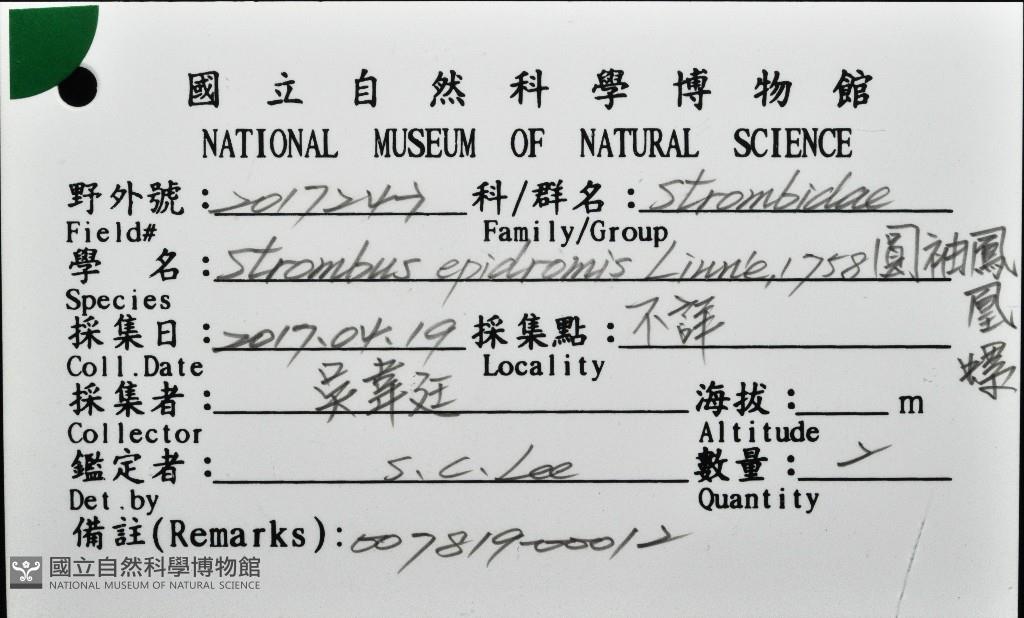 國立自然科學博物館
NATIONAL MUSEUM OF NATURAL SCIENCE
野外號：2017247 科/群名：Strombidae
Field# Family/Group
學名：Strombus epidromis Linné, 1758 圓袖鳳凰螺
Species
採集日：2017.04.19 採集點：不詳
Coll.Date Locality
採集者：吳韋廷 海拔： m
Collector Altitude
鑑定者：S. C. Lee 數量：2
Det.by Quantity
備註(Remarks)：007819-00012
國立自然科學博物館
NATIONAL MUSEUM OF NATURAL SCIENCE